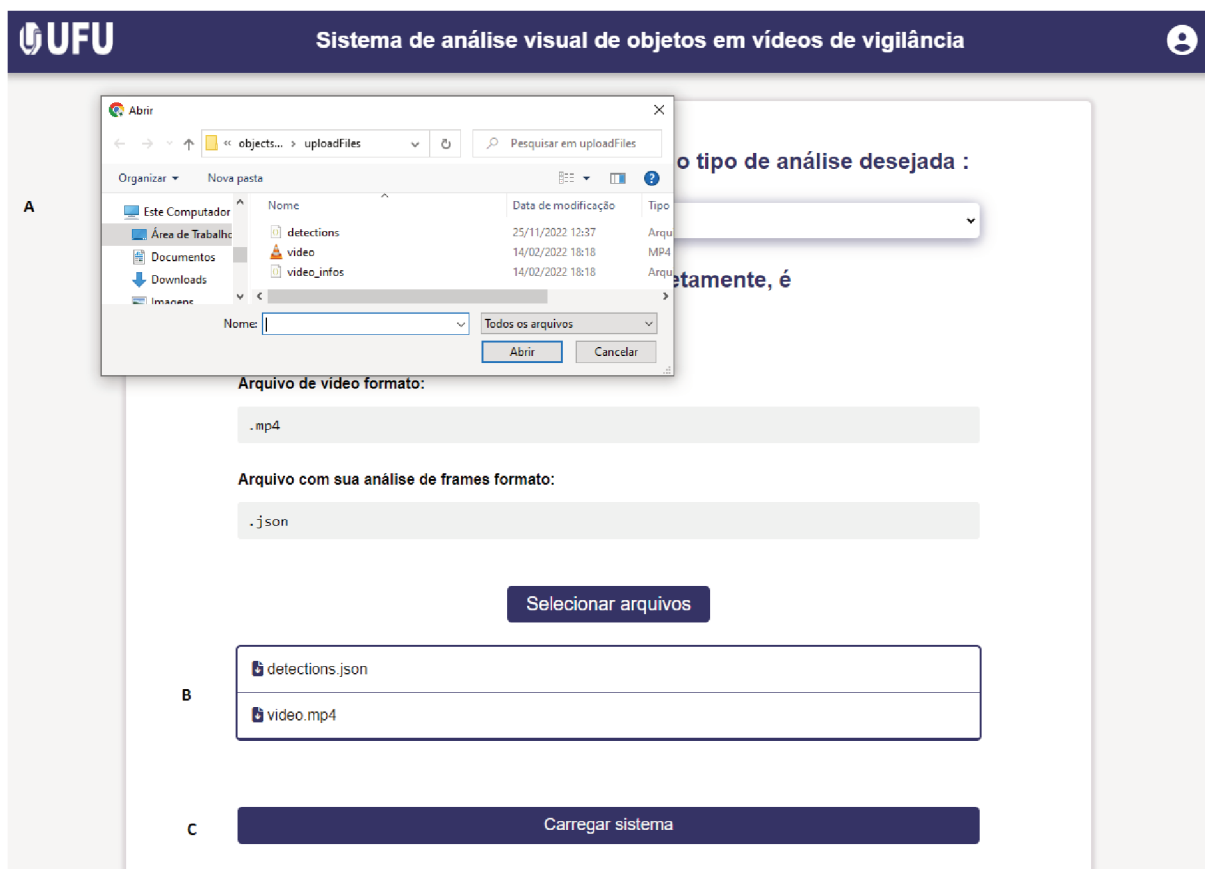 UFU
Sistema de análise visual de objetos em vídeos de vigilância
Abrir
« objects... › uploadFiles
Pesquisar em uploadFiles
o tipo de análise desejada :
Organizar
Nova pasta
A
Este Computador
Nome
Data de modificação
Tipo
Área de Trabalho
detections
25/11/2022 12:37
Arqu
Documentos
video
14/02/2022 18:18
MP4
Downloads
video_infos
14/02/2022 18:18
Arqu
etamente, é
Imagens
Nome:
Todos os arquivos
Abrir
Cancelar
Arquivo de vídeo formato:
.mp4
Arquivo com sua análise de frames formato:
.json
Selecionar arquivos
detections.json
B
video.mp4
C
Carregar sistema